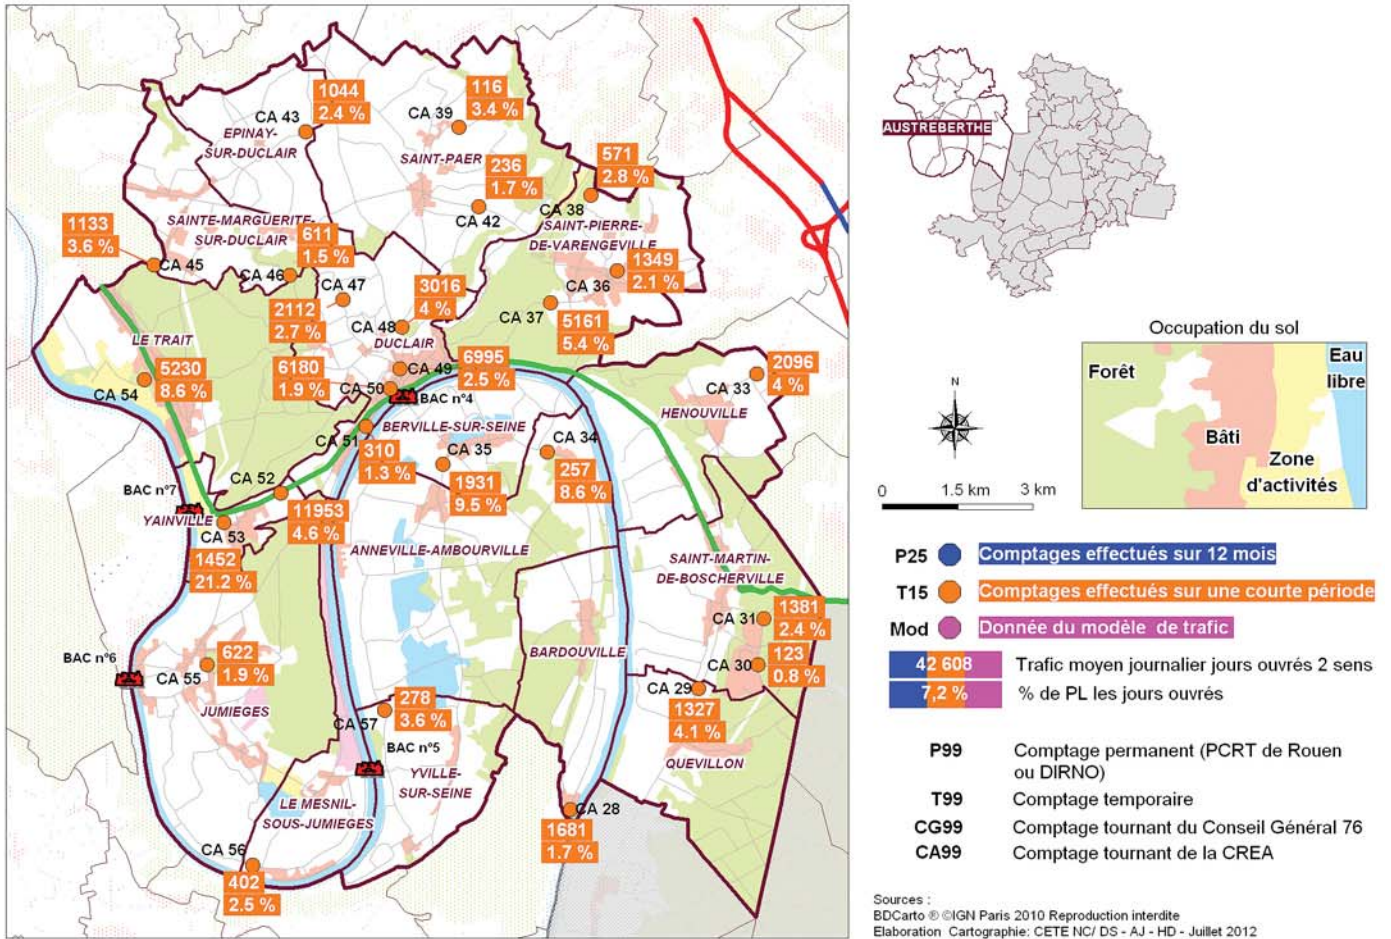 1044
2.4 %
CA 43
EPINAY-
SUR-DUCLAIR
116
3.4 %
CA 39
SAINT-PAER
236
1.7 %
CA 42
571
2.8 %
CA 38
SAINT-PIERRE-
DE-VARENGEVILLE
1133
3.6 %
CA 45
SAINTE-MARGUERITE-
SUR-DUCLAIR
611
1.5 %
CA 46
CA 47
2112
2.7 %
3016
4 %
CA 48
DUCLAIR
1349
2.1 %
CA 36
CA 37
5161
5.4 %
LE TRAIT
5230
8.6 %
CA 54
6180
1.9 %
CA 49
CA 50
6995
2.5 %
BAC n°4
2096
4 %
CA 33
HENOUVILLE
CA 51
BERVILLE-SUR-SEINE
310
1.3 %
CA 35
1931
9.5 %
CA 34
257
8.6 %
CA 52
11953
4.6 %
BAC n°7
YAINVILLE
CA 53
1452
21.2 %
ANNEVILLE-AMBOURVILLE
SAINT-MARTIN-
DE-BOSCHERVILLE
1381
2.4 %
CA 31
123
0.8 %
CA 30
BARDOUVILLE
BAC n°6
622
1.9 %
CA 55
JUMIEGES
CA 29
1327
4.1 %
QUEVILLON
278
3.6 %
CA 57
BAC n°5
YVILLE-
SUR-SEINE
LE MESNIL-
SOUS-JUMIEGES
CA 28
1681
1.7 %
CA 56
402
2.5 %
AUSTREBERTHE
Occupation du sol
Forêt
Bâti
Zone
d'activités
Eau
libre
N
0 1.5 km 3 km
P25 Comptages effectués sur 12 mois
T15 Comptages effectués sur une courte période
Mod Donnée du modèle de trafic
42 608 Trafic moyen journalier jours ouvrés 2 sens
7,2 % % de PL les jours ouvrés
P99 Comptage permanent (PCRT de Rouen
ou DIRNO)
T99 Comptage temporaire
CG99 Comptage tournant du Conseil Général 76
CA99 Comptage tournant de la CREA
Sources :
BDCarto ® ©IGN Paris 2010 Reproduction interdite
Elaboration Cartographie: CETE NC/ DS - AJ - HD - Juillet 2012